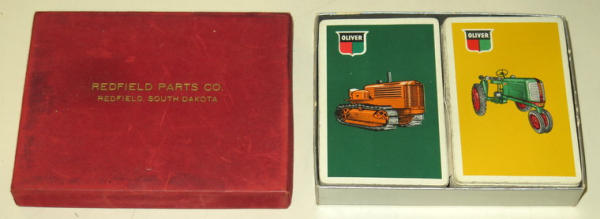 REDFIELD PARTS CO.
REDFIELD, SOUTH DAKOTA
OLIVER
OLIVER